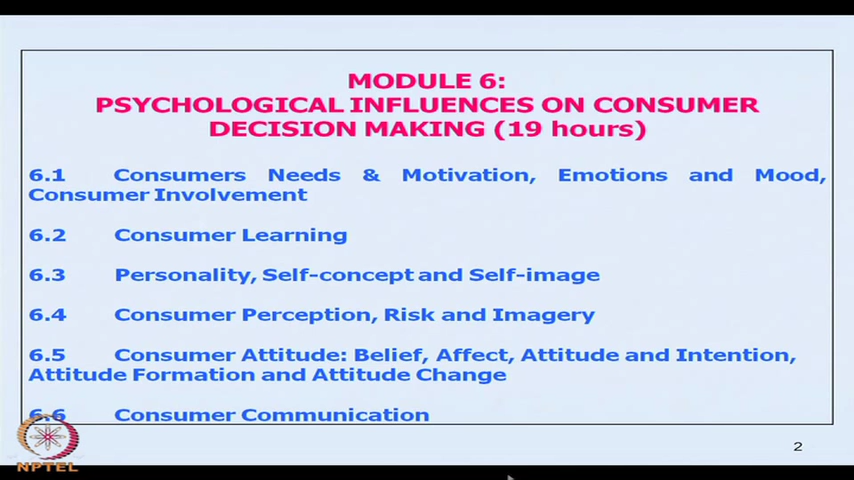 MODULE 6:
PSYCHOLOGICAL INFLUENCES ON CONSUMER
DECISION MAKING (19 hours)
6.1 Consumers Needs & Motivation, Emotions and Mood,
Consumer Involvement
6.2 Consumer Learning
6.3 Personality, Self-concept and Self-image
6.4 Consumer Perception, Risk and Imagery
6.5 Consumer Attitude: Belief, Affect, Attitude and Intention,
Attitude Formation and Attitude Change
6.6 Consumer Communication
2
NPTEL